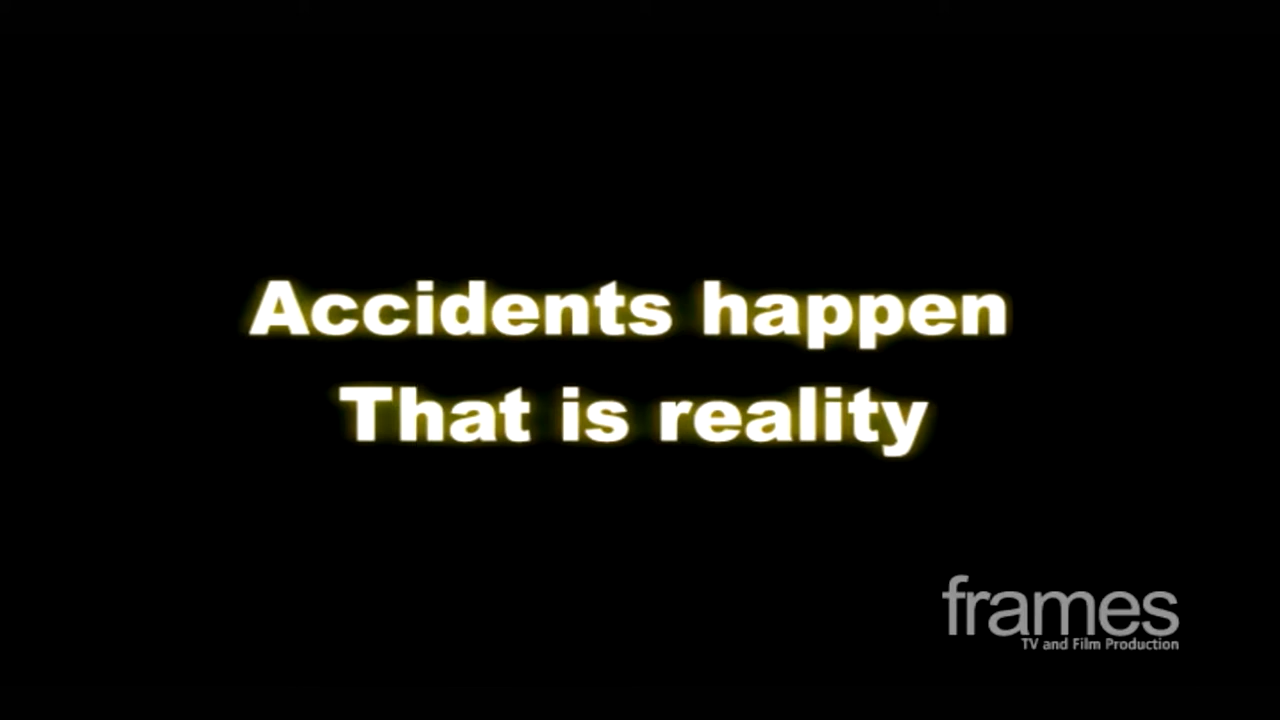 Accidents happen
That is reality
frames
TV and Film Production